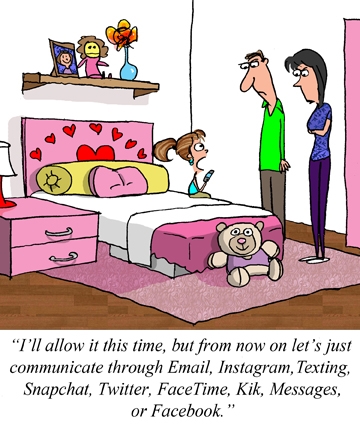 “I’ll allow it this time, but from now on let’s just
communicate through Email, Instagram,Texting,
Snapchat, Twitter, FaceTime, Kik, Messages,
or Facebook.”